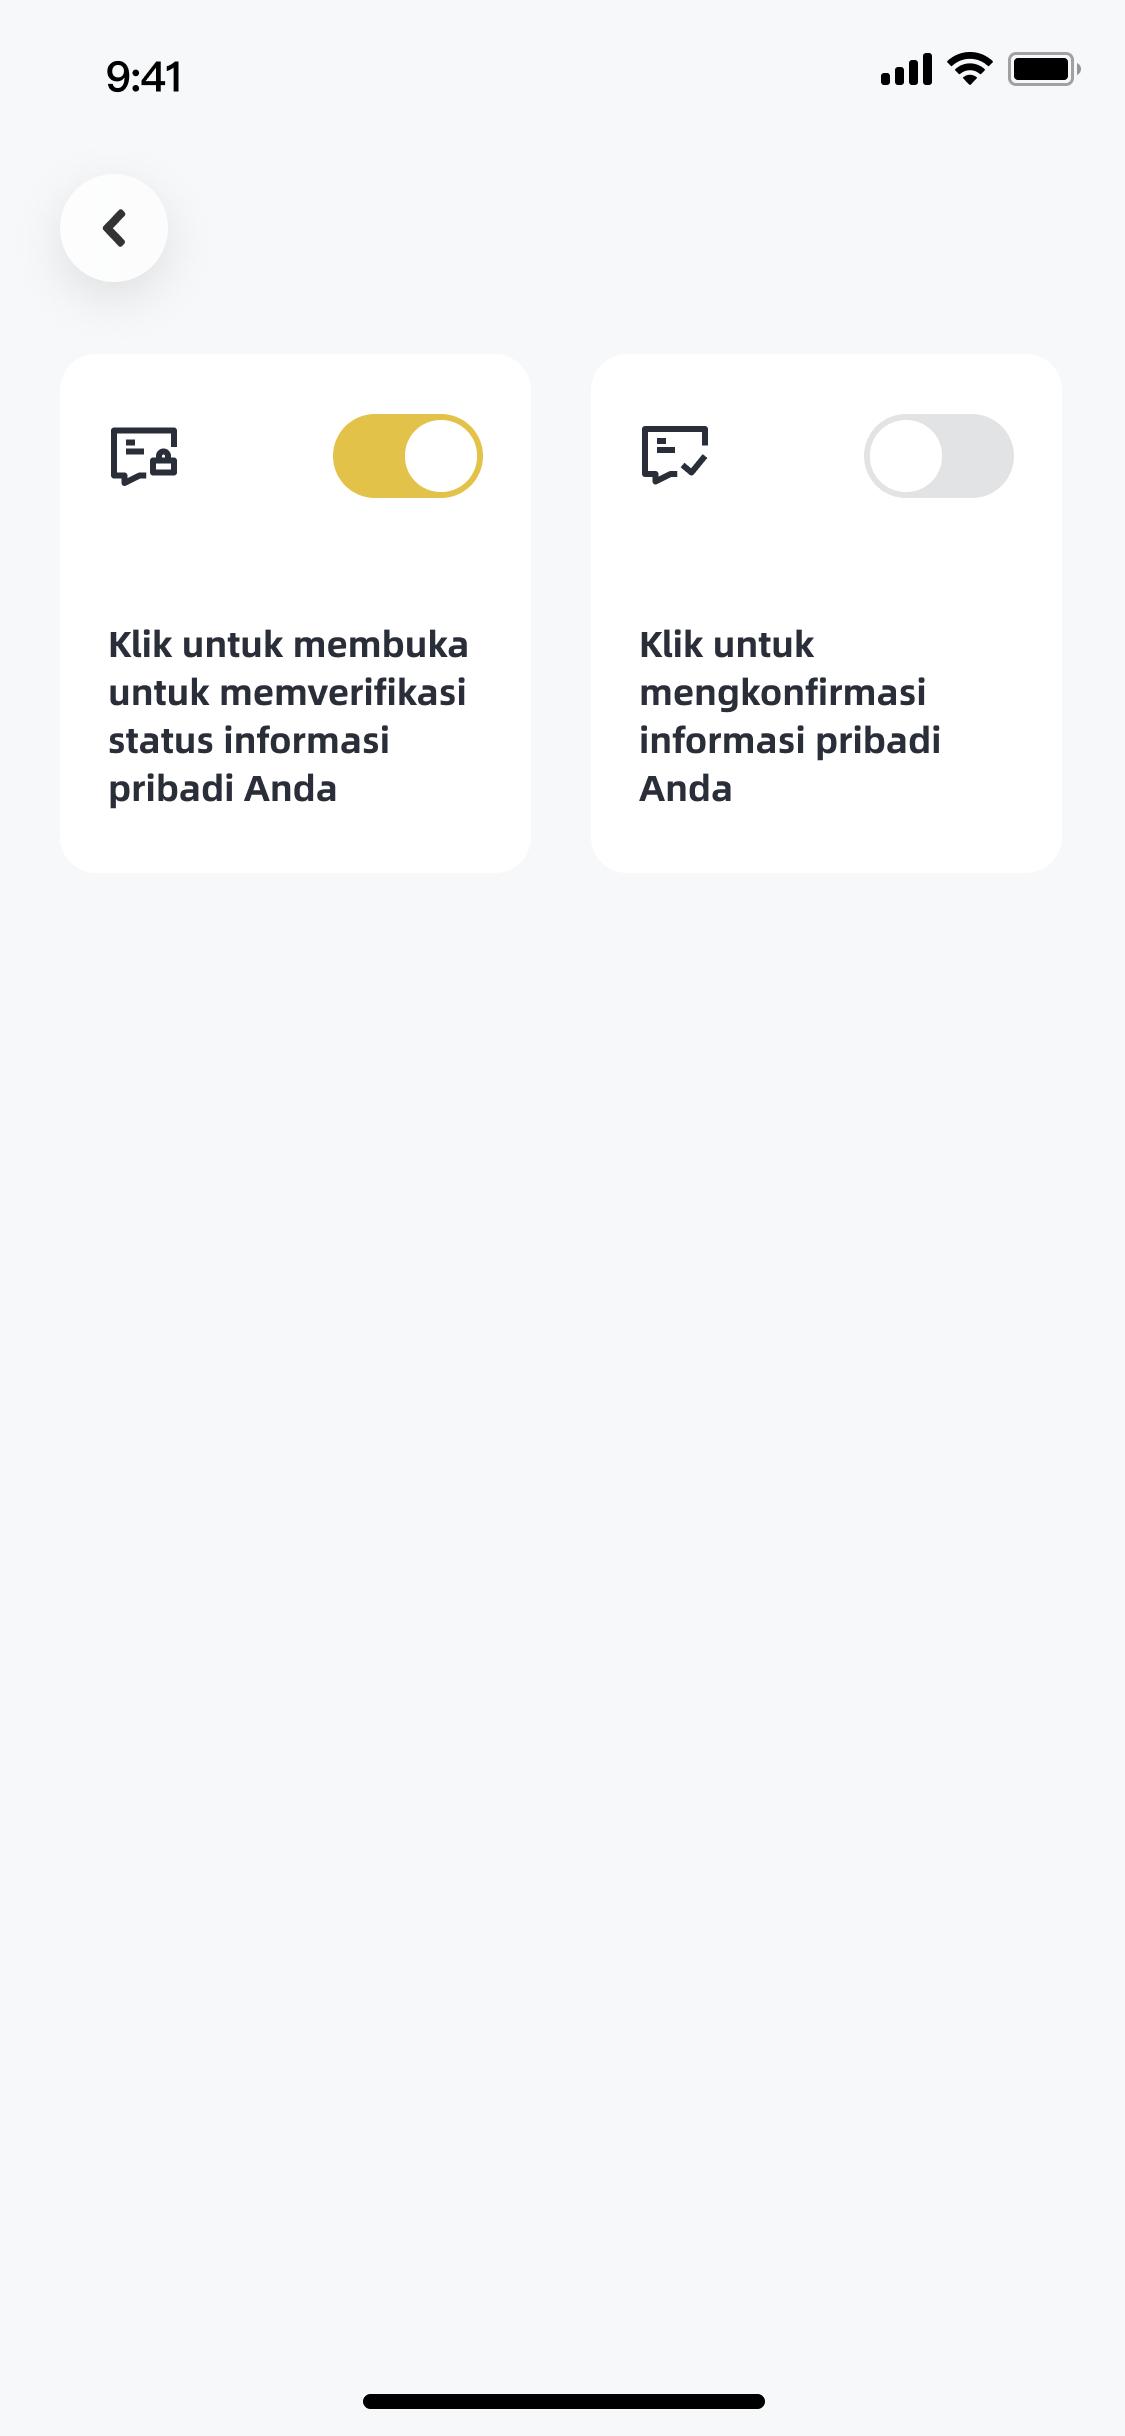 9:41
Klik untuk membuka
untuk memverifikasi
status informasi
pribadi Anda
Klik untuk
mengkonfirmasi
informasi pribadi
Anda